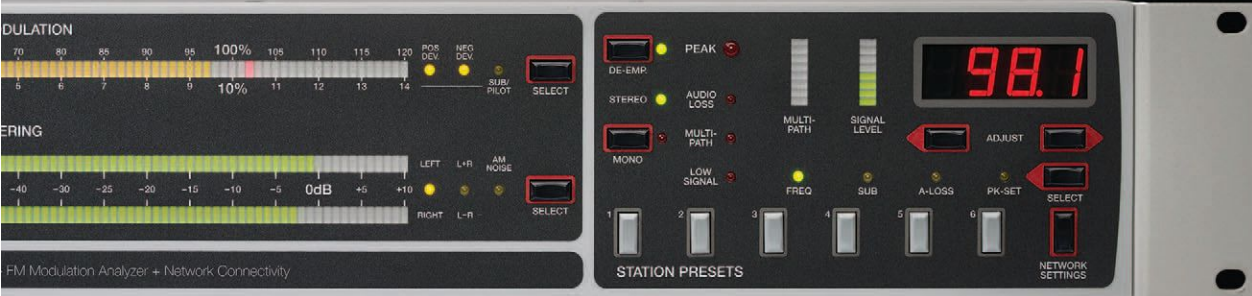 DULATION
70 80 85 90 95 100% 105 110 115 120
5 6 7 8 9 10% 11 12 13 14
POS DEV.
NEG DEV.
SUB/ PILOT
SELECT
ERING
-40 -30 -25 -20 -15 -10 -5 0dB +5 +10
LEFT L+R AM NOISE
RIGHT L-R
SELECT
FM Modulation Analyzer + Network Connectivity
DE-EMP.
PEAK
STEREO
AUDIO LOSS
MONO
MULTI- PATH
LOW SIGNAL
MULTI- PATH
SIGNAL LEVEL
98.1
ADJUST
FREQ SUB A-LOSS PK-SET
SELECT
1 2 3 4 5 6
STATION PRESETS
NETWORK SETTINGS